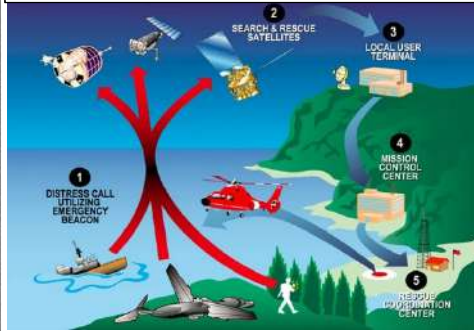 1
DISTRESS CALL
UTILIZING
EMERGENCY
BEACON
2
SEARCH & RESCUE
SATELLITES
3
LOCAL USER
TERMINAL
4
MISSION
CONTROL
CENTER
5
RESCUE
COORDINATION
CENTER